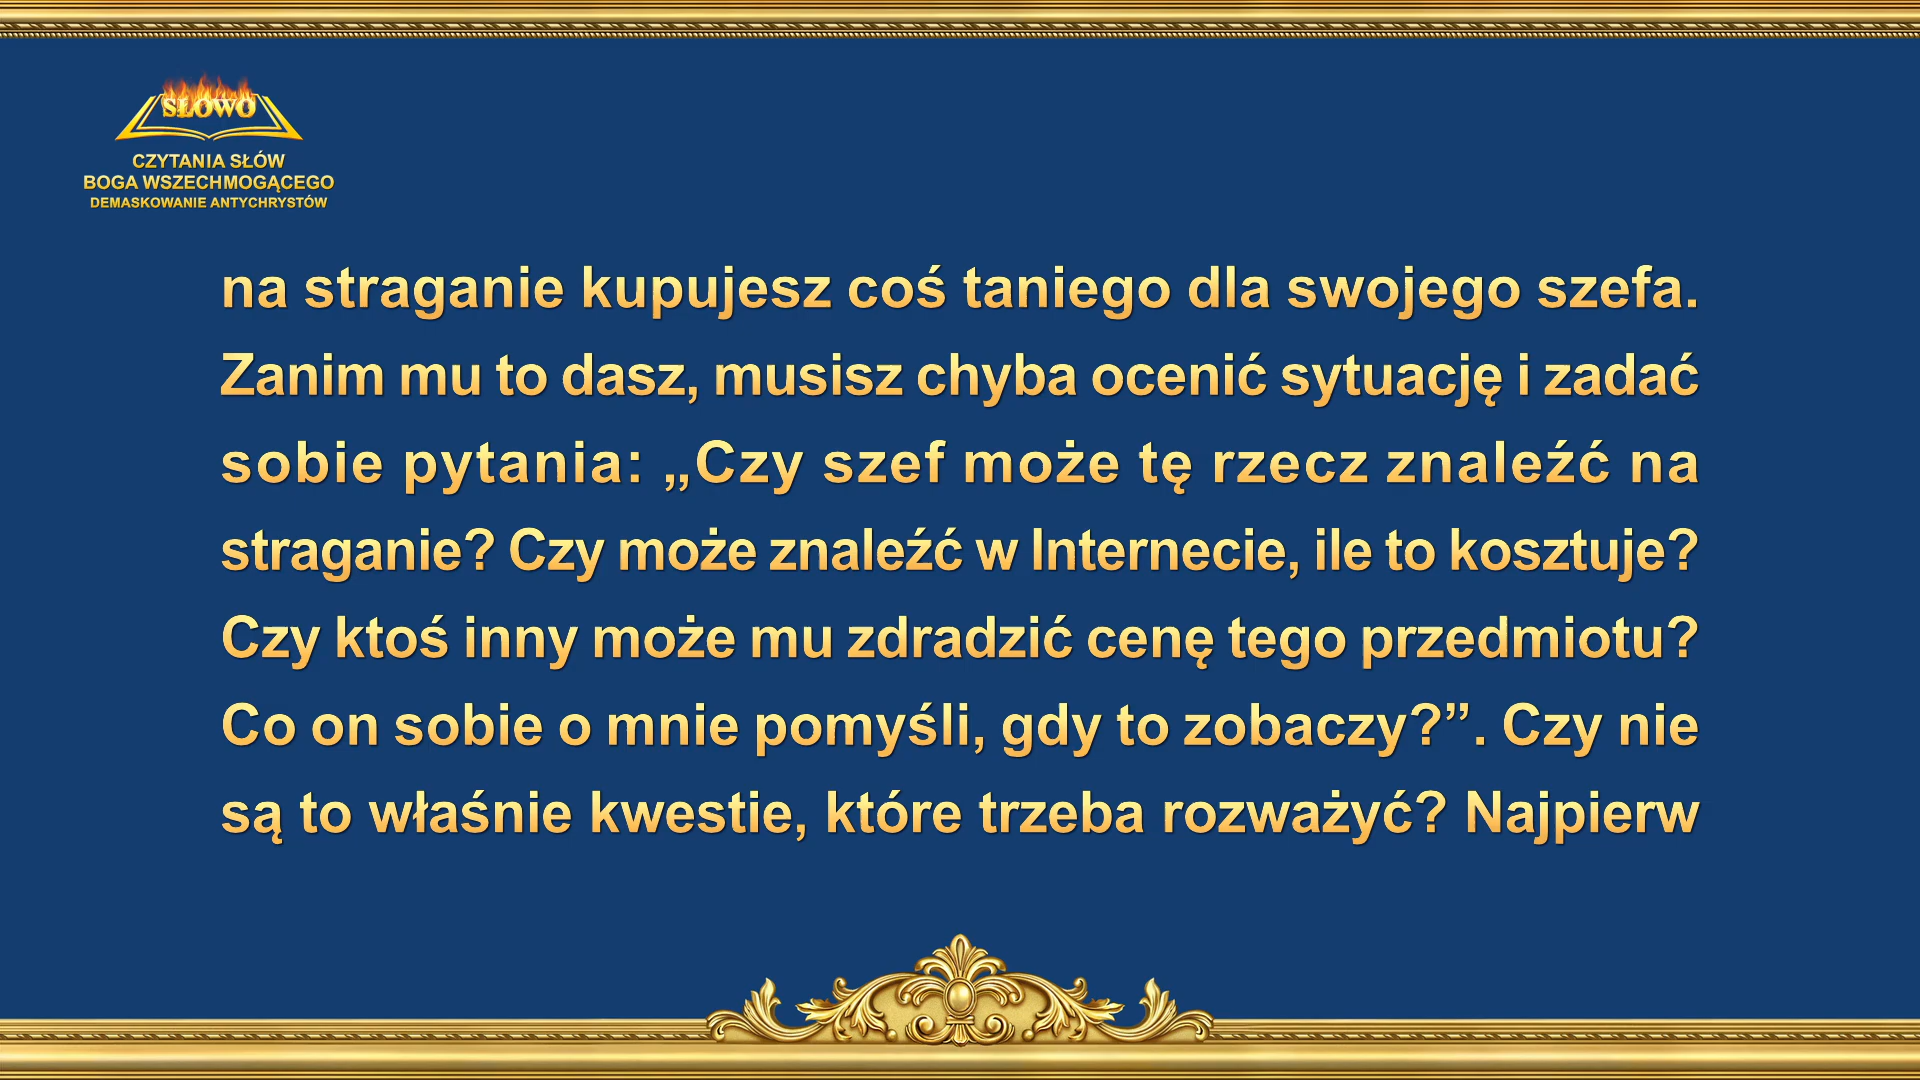 SŁOWO
CZYTANIA SŁÓW
BOGA WSZECHMOGĄCEGO
DEMASKOWANIE ANTYCHRYSTÓW
na straganie kupujesz coś taniego dla swojego szefa.
Zanim mu to dasz, musisz chyba ocenić sytuację i zadać
sobie pytania: „Czy szef może tę rzecz znaleźć na
straganie? Czy może znaleźć w Internecie, ile to kosztuje?
Czy ktoś inny może mu zdradzić cenę tego przedmiotu?
Co on sobie o mnie pomyśli, gdy to zobaczy?”. Czy nie
są to właśnie kwestie, które trzeba rozważyć? Najpierw